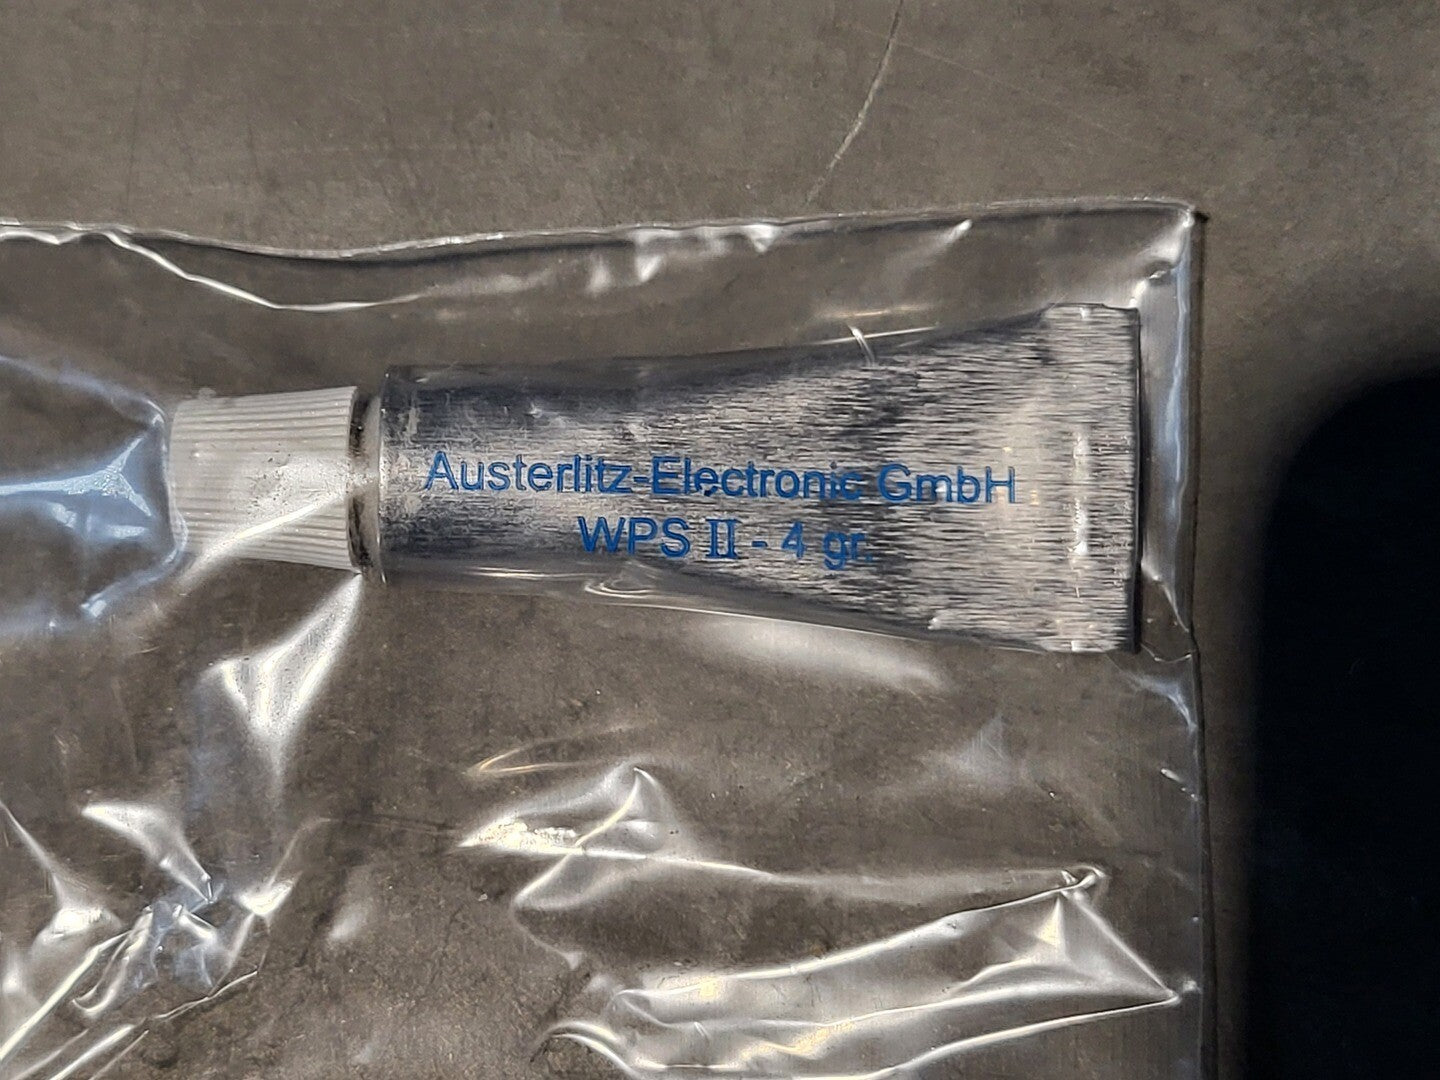 Austerlitz-Electronic GmbH
WPS II - 4 gr.